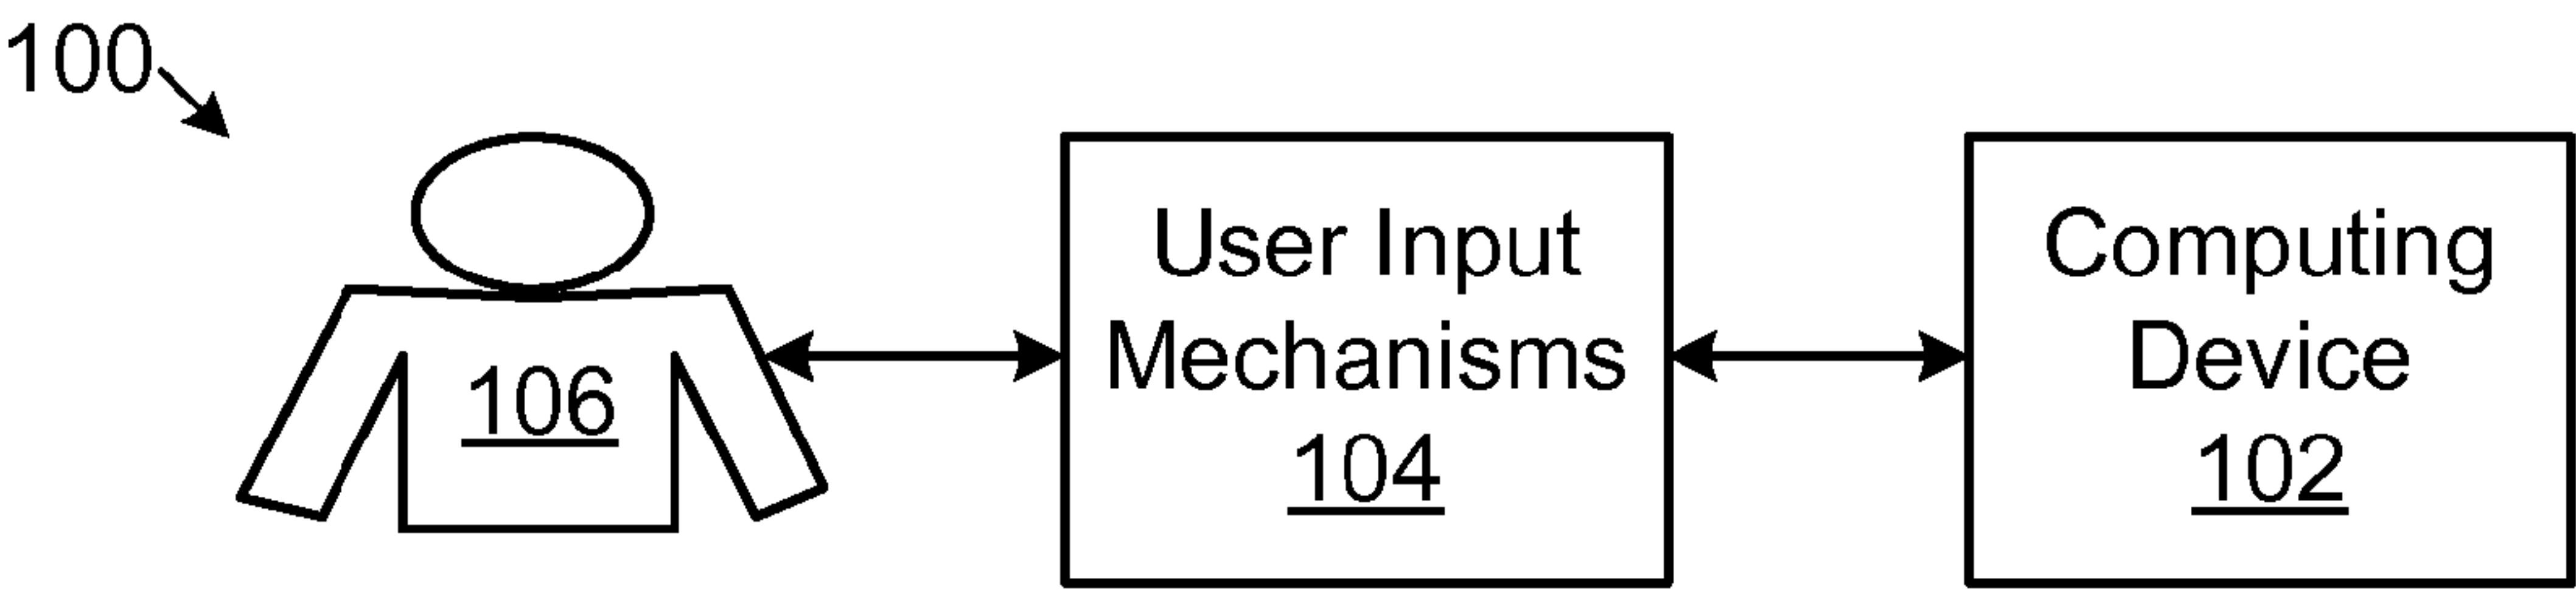 100
106
User Input
Mechanisms
104
Computing
Device
102